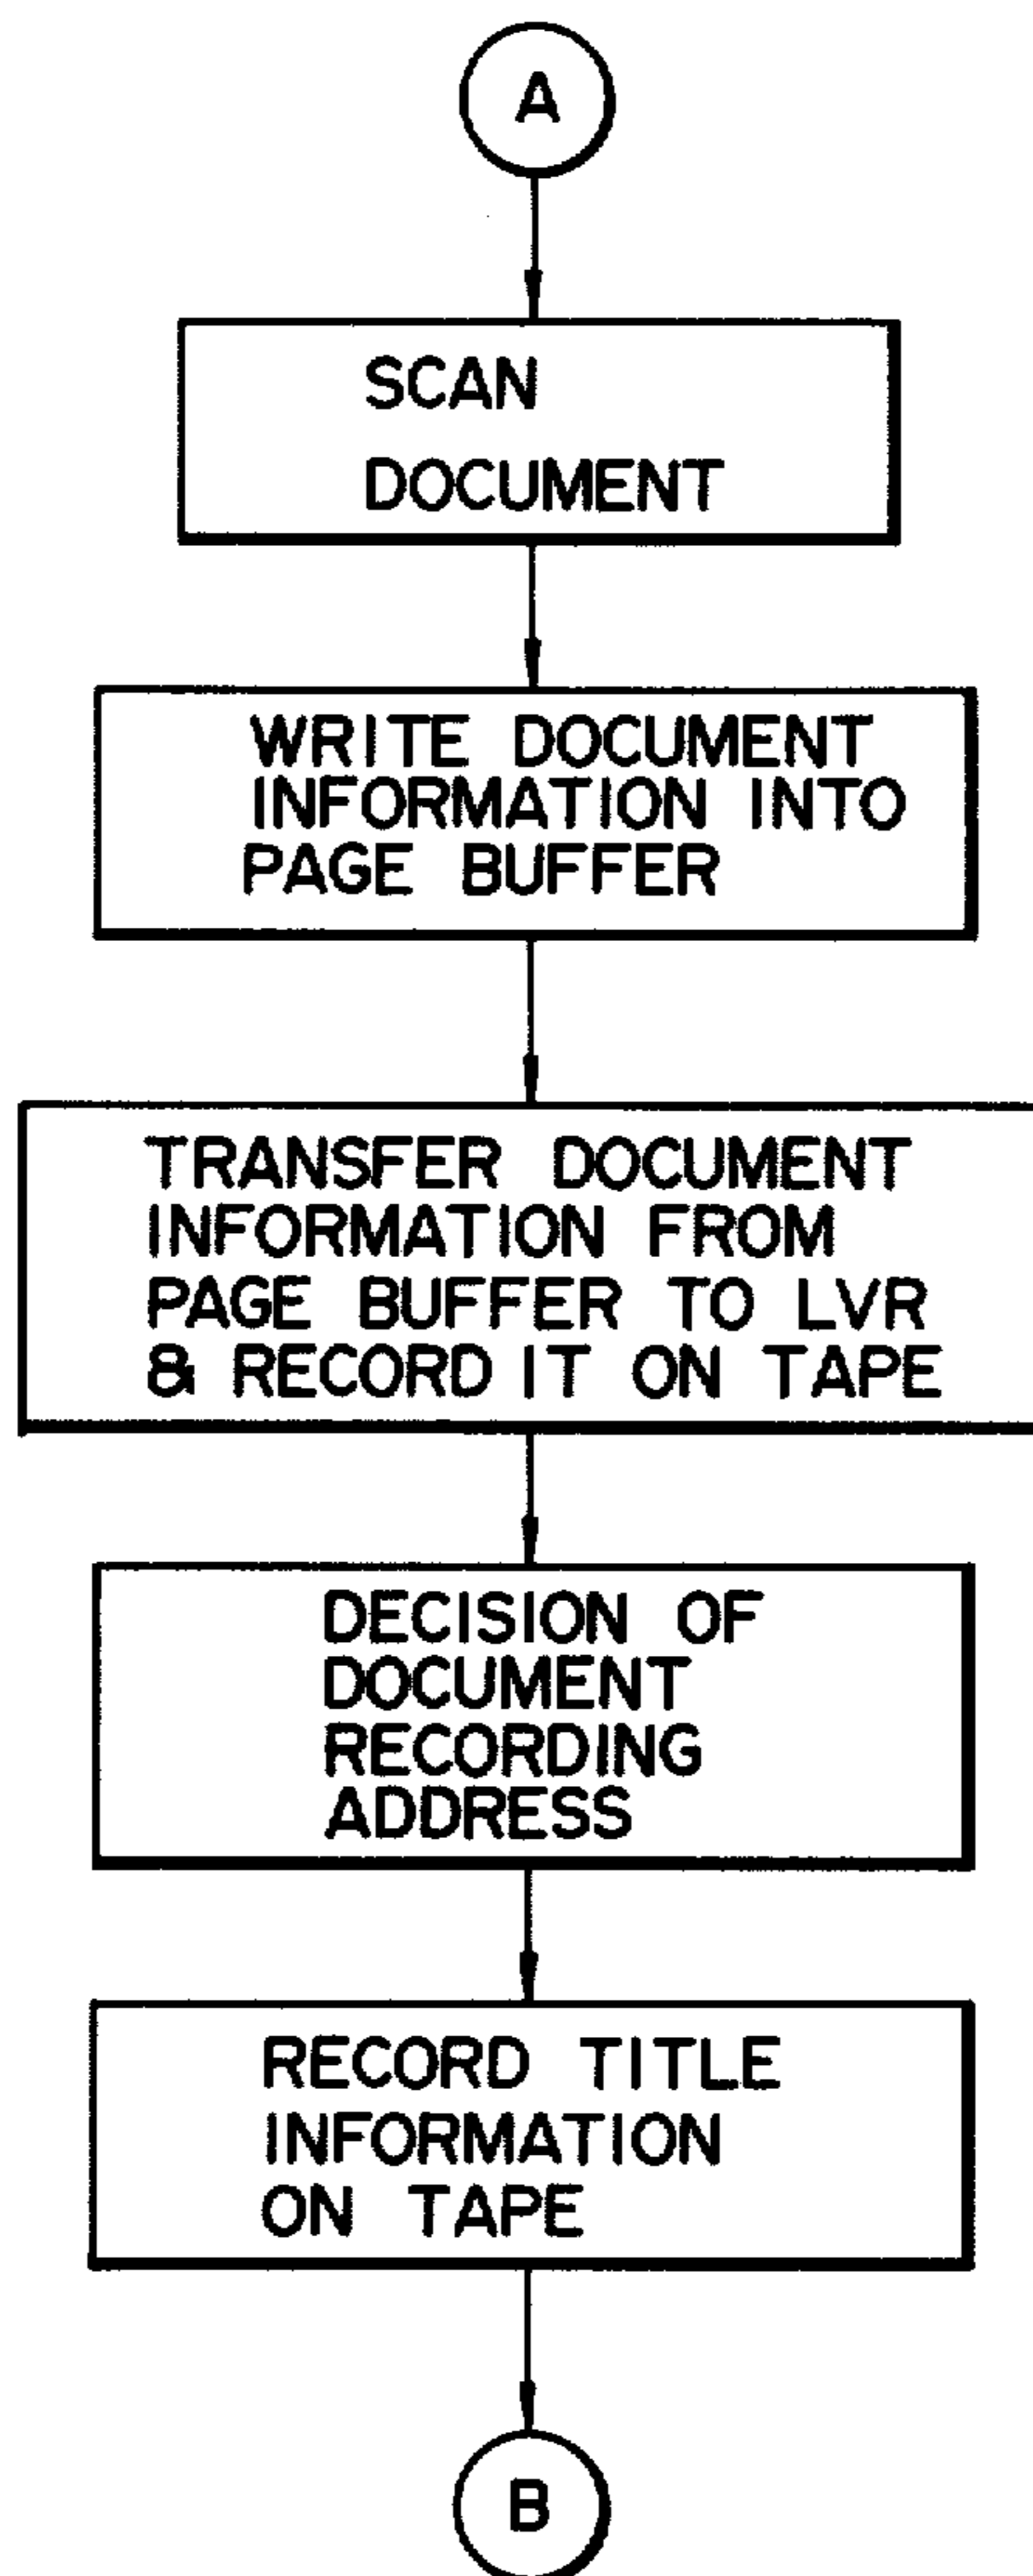 A
SCAN
DOCUMENT
WRITE DOCUMENT
INFORMATION INTO
PAGE BUFFER
TRANSFER DOCUMENT
INFORMATION FROM
PAGE BUFFER TO LVR
& RECORD IT ON TAPE
DECISION OF
DOCUMENT
RECORDING
ADDRESS
RECORD TITLE
INFORMATION
ON TAPE
B